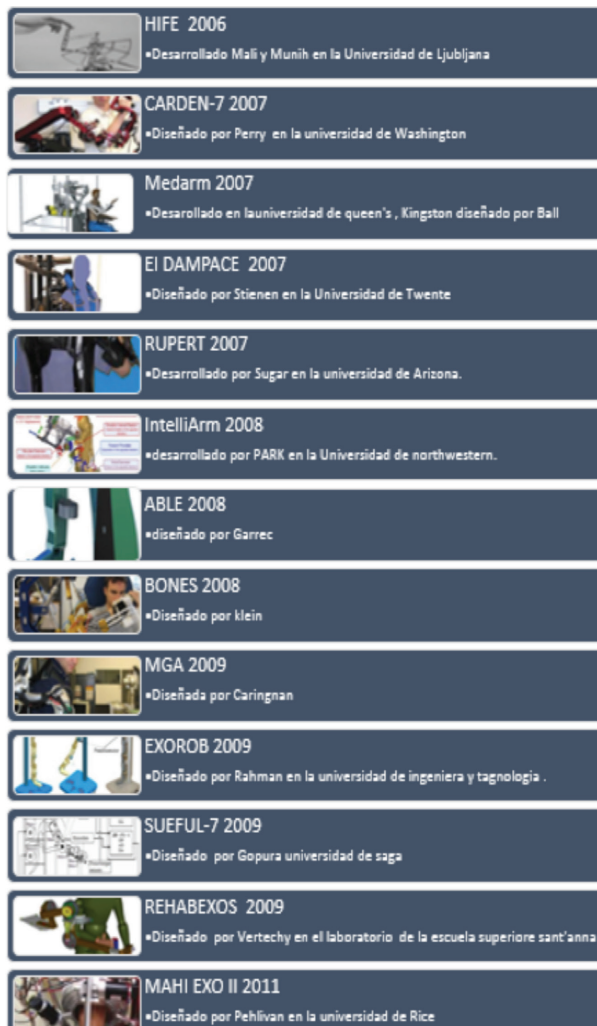 HIFE 2006
•Desarrollado Mali y Munih en la Universidad de Ljubljana
CARDEN-7 2007
•Diseñado por Perry en la universidad de Washington
Medarm 2007
•Desarollado en launiversidad de queen's , Kingston diseñado por Ball
El DAMPACE 2007
•Diseñado por Stienen en la Universidad de Twente
RUPERT 2007
•Desarrollado por Sugar en la universidad de Arizona.
IntelliArm 2008
•desarrollado por PARK en la Universidad de northwestern.
ABLE 2008
•diseñado por Garrec
BONES 2008
•Diseñado por klein
MGA 2009
•Diseñada por Caringnan
EXOROB 2009
•Diseñado por Rahman en la universidad de ingeniera y tagnologia .
SUEFUL-7 2009
•Diseñado por Gopura universidad de saga
REHABEXOS 2009
•Diseñado por Vertechy en el laboratorio de la escuela superiore sant'anna
MAHI EXO II 2011
•Diseñado por Pehlivan en la universidad de Rice